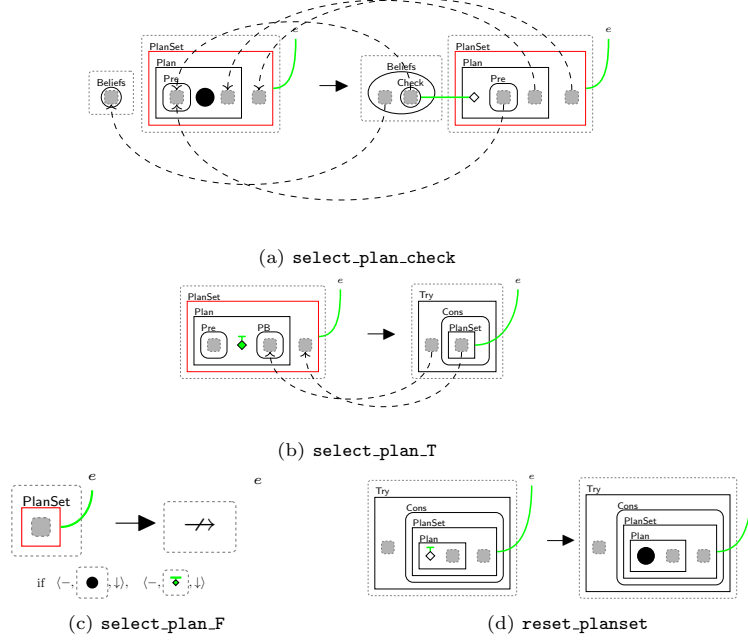 e e
PlanSet PlanSet
Plan Beliefs Plan
Beliefs Pre Check Pre
(a) select_plan_check
e e
PlanSet Try
Plan Cons
Pre PB PlanSet
(b) select_plan_T
e e e
PlanSet Try Try
Cons Cons
PlanSet PlanSet
Plan Plan
if ⟨−, , ↓⟩, ⟨−, , ↓⟩
(c) select_plan_F (d) reset_planset